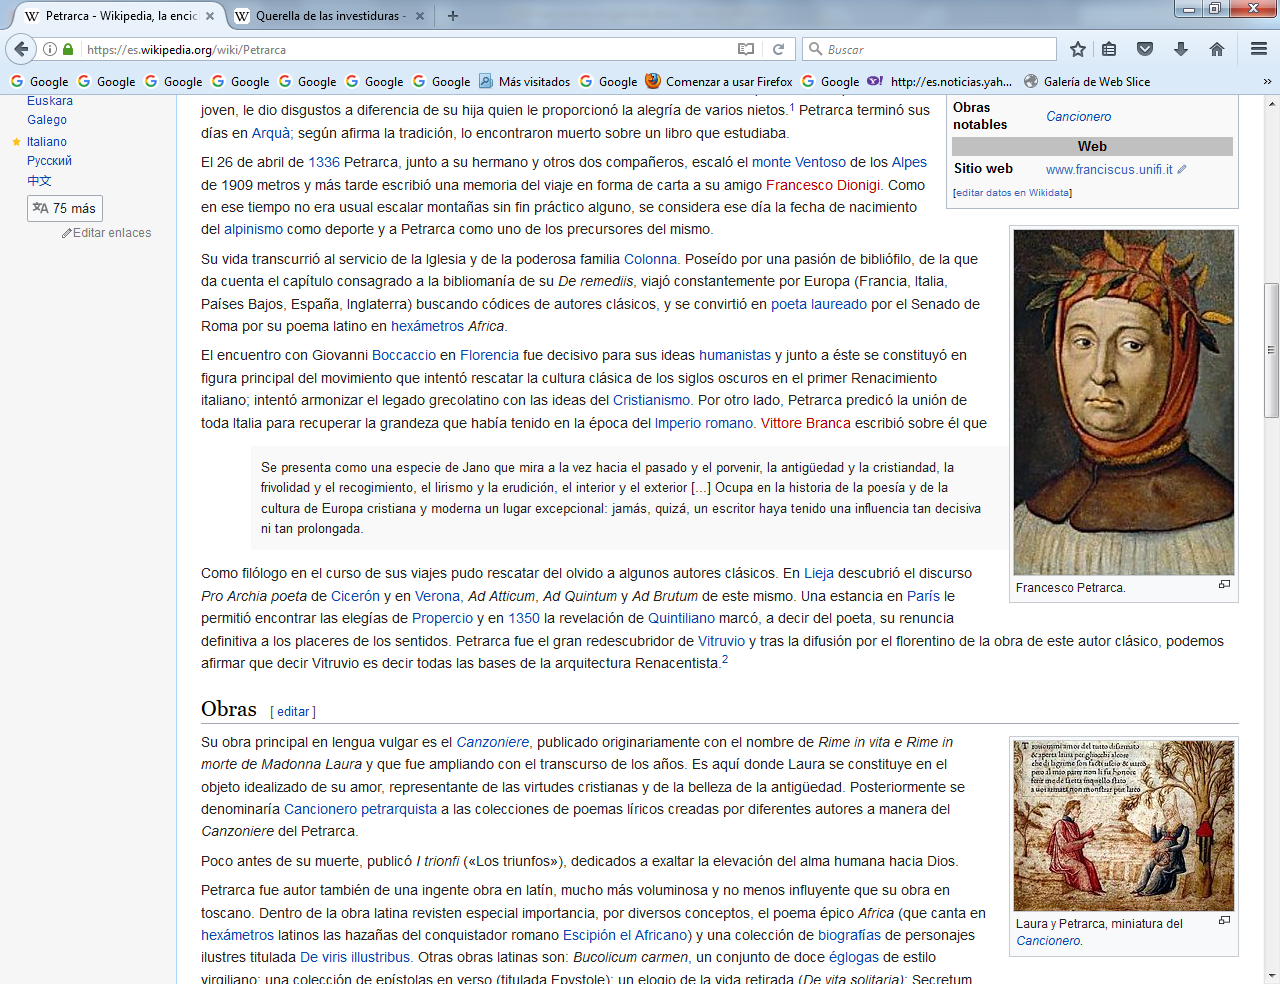 Petrarca - Wikipedia, la encic
Querella de las investiduras -
https://es.wikipedia.org/wiki/Petrarca
Buscar
Google Google Google Google Google Google Google Más visitados Google Comenzar a usar Firefox Google http://es.noticias.yah... Galería de Web Slice
Euskara
Galego
Italiano
Русский
中文
75 más
Editar enlaces
joven, le dio disgustos a diferencia de su hija quien le proporcionó la alegría de varios nietos.1 Petrarca terminó sus
días en Arquà; según afirma la tradición, lo encontraron muerto sobre un libro que estudiaba.
El 26 de abril de 1336 Petrarca, junto a su hermano y otros dos compañeros, escaló el monte Ventoso de los Alpes
de 1909 metros y más tarde escribió una memoria del viaje en forma de carta a su amigo Francesco Dionigi. Como
en ese tiempo no era usual escalar montañas sin fin práctico alguno, se considera ese día la fecha de nacimiento
del alpinismo como deporte y a Petrarca como uno de los precursores del mismo.
Su vida transcurrió al servicio de la Iglesia y de la poderosa familia Colonna. Poseído por una pasión de bibliófilo, de la que
da cuenta el capítulo consagrado a la bibliomanía de su De remediis, viajó constantemente por Europa (Francia, Italia,
Países Bajos, España, Inglaterra) buscando códices de autores clásicos, y se convirtió en poeta laureado por el Senado de
Roma por su poema latino en hexámetros Africa.
El encuentro con Giovanni Boccaccio en Florencia fue decisivo para sus ideas humanistas y junto a éste se constituyó en
figura principal del movimiento que intentó rescatar la cultura clásica de los siglos oscuros en el primer Renacimiento
italiano; intentó armonizar el legado grecolatino con las ideas del Cristianismo. Por otro lado, Petrarca predicó la unión de
toda Italia para recuperar la grandeza que había tenido en la época del Imperio romano. Vittore Branca escribió sobre él que
Se presenta como una especie de Jano que mira a la vez hacia el pasado y el porvenir, la antigüedad y la cristiandad, la
frivolidad y el recogimiento, el lirismo y la erudición, el interior y el exterior [...] Ocupa en la historia de la poesía y de la
cultura de Europa cristiana y moderna un lugar excepcional: jamás, quizá, un escritor haya tenido una influencia tan decisiva
ni tan prolongada.
Como filólogo en el curso de sus viajes pudo rescatar del olvido a algunos autores clásicos. En Lieja descubrió el discurso
Pro Archia poeta de Cicerón y en Verona, Ad Atticum, Ad Quintum y Ad Brutum de este mismo. Una estancia en París le
permitió encontrar las elegías de Propercio y en 1350 la revelación de Quintiliano marcó, a decir del poeta, su renuncia
definitiva a los placeres de los sentidos. Petrarca fue el gran redescubridor de Vitruvio y tras la difusión por el florentino de la obra de este autor clásico, podemos
afirmar que decir Vitruvio es decir todas las bases de la arquitectura Renacentista.2
Obras [ editar ]
Su obra principal en lengua vulgar es el Canzoniere, publicado originariamente con el nombre de Rime in vita e Rime in
morte de Madonna Laura y que fue ampliando con el transcurso de los años. Es aquí donde Laura se constituye en el
objeto idealizado de su amor, representante de las virtudes cristianas y de la belleza de la antigüedad. Posteriormente se
denominaría Cancionero petrarquista a las colecciones de poemas líricos creadas por diferentes autores a manera del
Canzoniere del Petrarca.
Poco antes de su muerte, publicó I trionfi («Los triunfos»), dedicados a exaltar la elevación del alma humana hacia Dios.
Petrarca fue autor también de una ingente obra en latín, mucho más voluminosa y no menos influyente que su obra en
toscano. Dentro de la obra latina revisten especial importancia, por diversos conceptos, el poema épico Africa (que canta en
hexámetros latinos las hazañas del conquistador romano Escipión el Africano) y una colección de biografías de personajes
ilustres titulada De viris illustribus. Otras obras latinas son: Bucolicum carmen, un conjunto de doce églogas de estilo
virgiliano; una colección de epístolas en verso (titulada Epystole); un elogio de la vida retirada (De vita solitaria); Secretum
Obras
notables
Cancionero
Web
Sitio web www.franciscus.unifi.it
[editar datos en Wikidata]
Francesco Petrarca.
Laura y Petrarca, miniatura del
Cancionero.